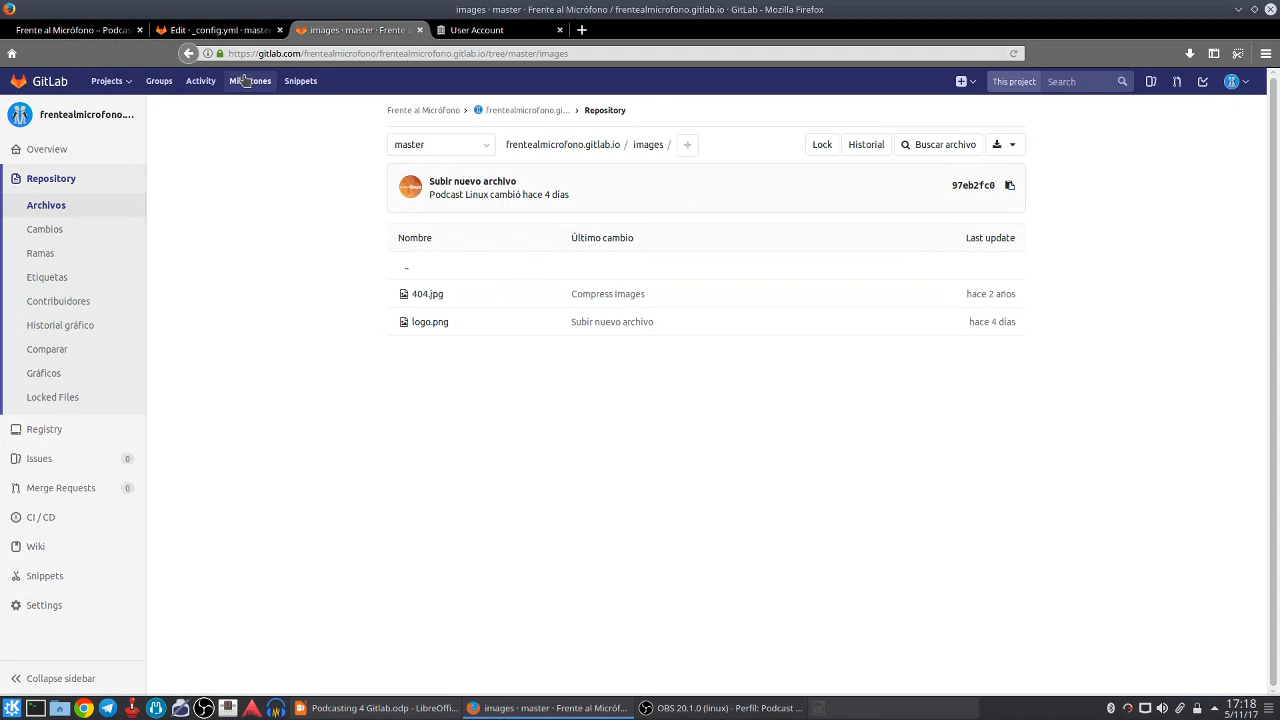 images · master · Frente al Micrófono / frentealmicrofono.gitlab.io · GitLab - Mozilla Firefox
Frente al Micrófono – Podcas
Edit · _config.yml · maste
images · master · Frente
User Account
https://gitlab.com/frentealmicrofono/frentealmicrofono.gitlab.io/tree/master/images
GitLab
Projects
Groups
Activity
Milestones
Snippets
This project
Search
frentealmicrofono....
Frente al Micrófono
frentealmicrofono.gi...
Repository
Overview
master
frentealmicrofono.gitlab.io / images /
Lock
Historial
Buscar archivo
Repository
Subir nuevo archivo
Podcast Linux cambió hace 4 días
97eb2fc0
Archivos
Cambios
Ramas
Etiquetas
Contribuidores
Historial gráfico
Comparar
Gráficos
Locked Files
Nombre
Último cambio
Last update
..
404.jpg
Compress Images
hace 2 años
logo.png
Subir nuevo archivo
hace 4 días
Registry
Issues
0
Merge Requests
0
CI / CD
Wiki
Snippets
Settings
Collapse sidebar
Podcasting 4 Gitlab.odp - LibreOffi...
images · master · Frente al Micróf...
OBS 20.1.0 (linux) - Perfil: Podcast ...
17:18
5/11/17